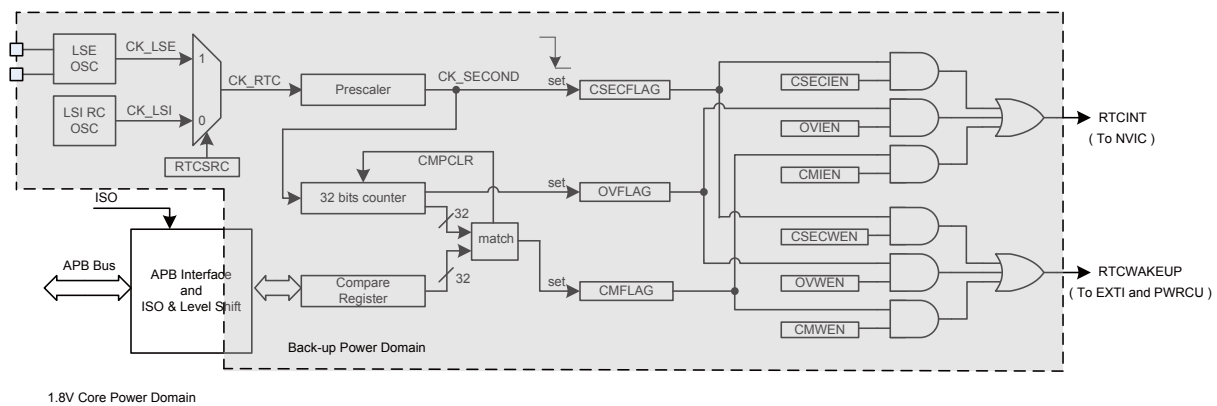 LSE
OSC
CK_LSE
1
CK_RTC
Prescaler
CK_SECOND
set
CSECFLAG
CSECIEN
LSI RC
OSC
CK_LSI
0
RTCSRC
OVIEN
RTCINT
( To NVIC )
CMPCLR
CMIEN
32 bits counter
set
OVFLAG
ISO
32
match
CSECWEN
APB Bus
APB Interface
and
ISO & Level Shift
Compare
Register
32
set
CMFLAG
OVWEN
RTCWAKEUP
( To EXTI and PWRCU )
CMWEN
Back-up Power Domain
1.8V Core Power Domain